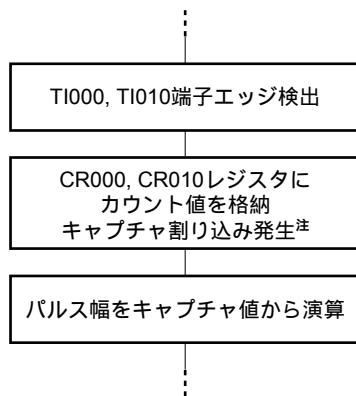 TI000, TI010端子エッジ検出
CR000, CR010レジスタに
カウント値を格納
キャプチャ割り込み発生注
パルス幅をキャプチャ値から演算